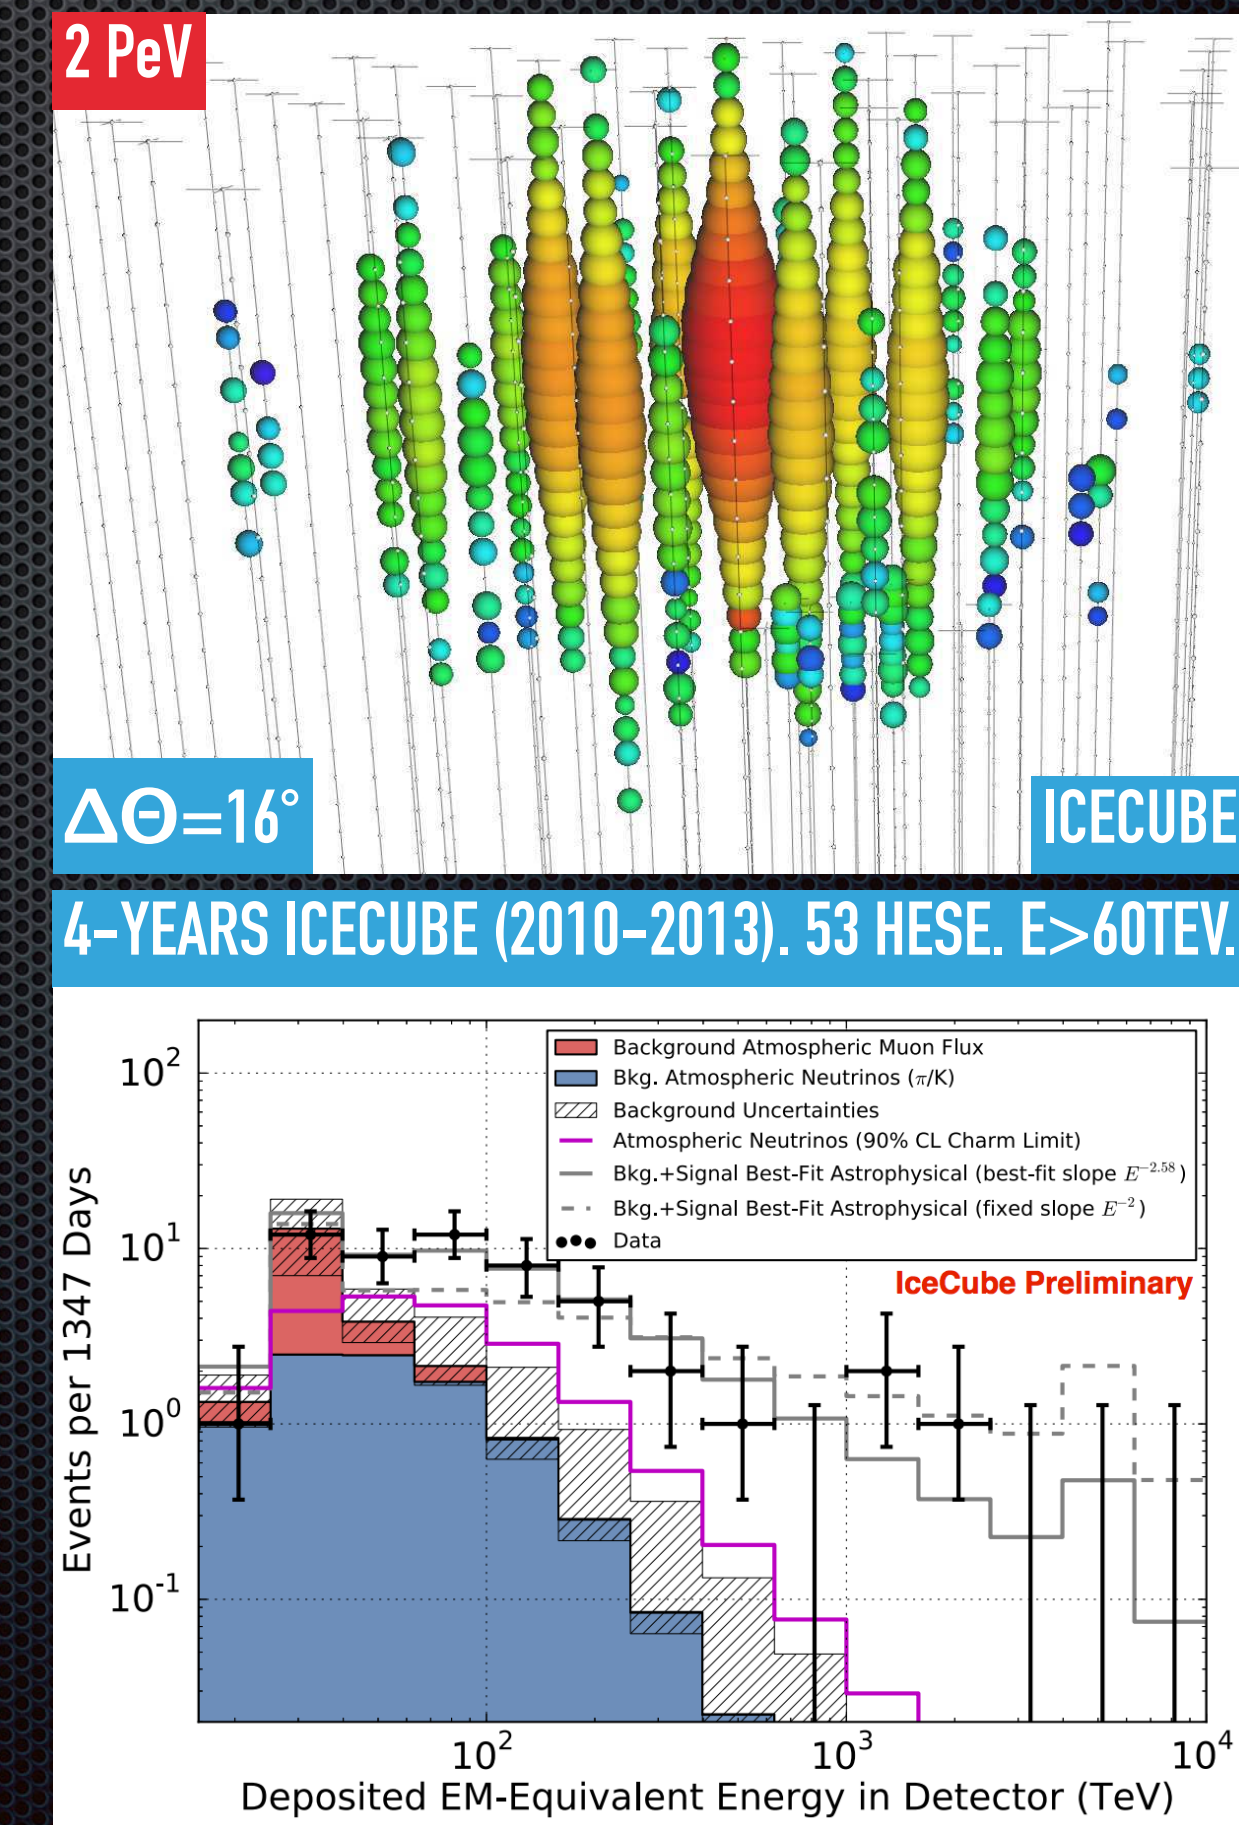 2 PeV
ΔΘ=16°
ICECUBE
4-YEARS ICECUBE (2010-2013). 53 HESE. E>60TEV.
Background Atmospheric Muon Flux
Bkg. Atmospheric Neutrinos (π/K)
Background Uncertainties
Atmospheric Neutrinos (90% CL Charm Limit)
Bkg.+Signal Best-Fit Astrophysical (best-fit slope E^-2.58)
Bkg.+Signal Best-Fit Astrophysical (fixed slope E^-2)
Data
IceCube Preliminary
Events per 1347 Days
10^2
10^1
10^0
10^-1
10^2 10^3 10^4
Deposited EM-Equivalent Energy in Detector (TeV)